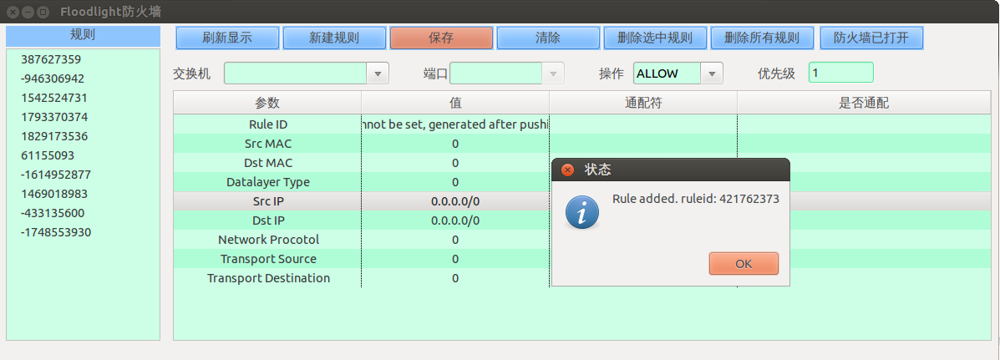 Floodlight防火墙
规则
刷新显示 新建规则 保存 清除 删除选中规则 删除所有规则 防火墙已打开
387627359
-946306942
1542524731
1793370374
1829173536
61155093
-1614952877
1469018983
-433135600
-1748553930
交换机 端口 操作 ALLOW 优先级 1
参数 值 通配符 是否通配
Rule ID nnot be set, generated after pushi
Src MAC 0
Dst MAC 0
Datalayer Type 0
Src IP 0.0.0.0/0
Dst IP 0.0.0.0/0
Network Procotol 0
Transport Source 0
Transport Destination 0
状态
Rule added. ruleid: 421762373
OK